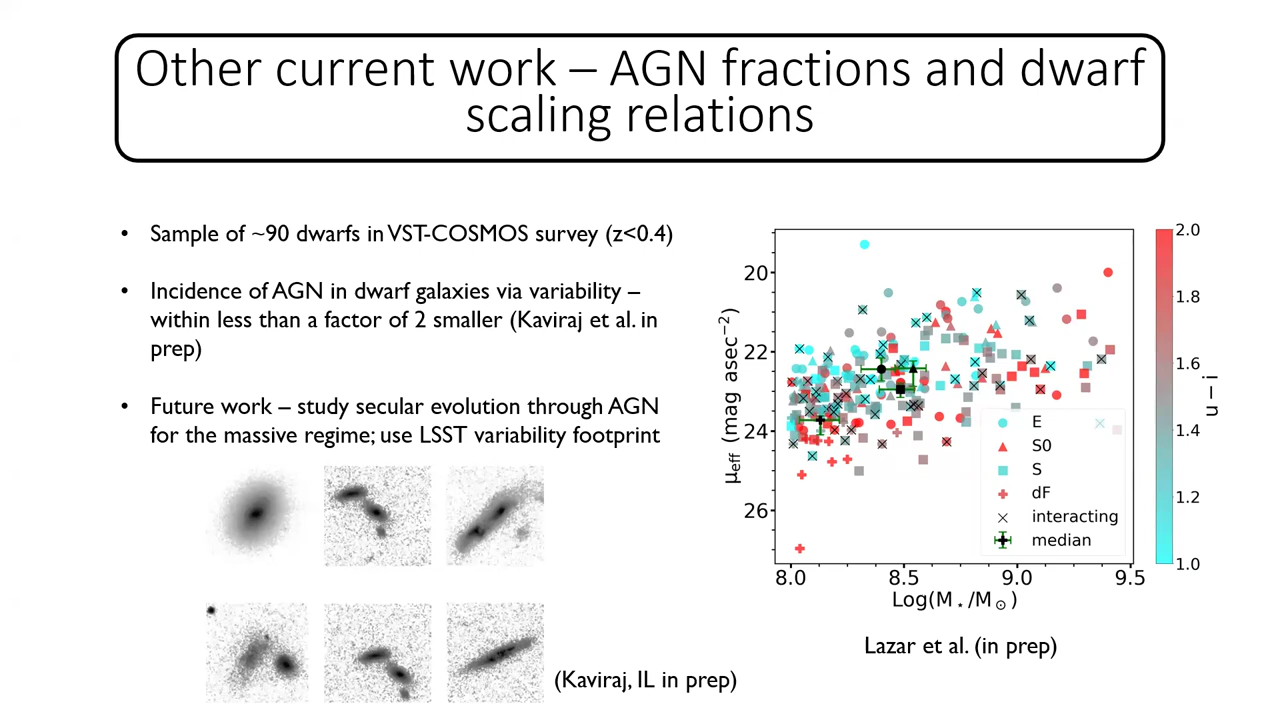 Other current work – AGN fractions and dwarf
scaling relations
• Sample of ~90 dwarfs in VST-COSMOS survey (z<0.4)
• Incidence of AGN in dwarf galaxies via variability –
within less than a factor of 2 smaller (Kaviraj et al. in
prep)
• Future work – study secular evolution through AGN
for the massive regime; use LSST variability footprint
(Kaviraj, IL in prep)
μeff (mag asec−2)
20
22
24
26
8.0 8.5 9.0 9.5
Log(M⋆/M⊙)
E
S0
S
dF
interacting
median
2.0
1.8
1.6
1.4
1.2
1.0
u − i
Lazar et al. (in prep)